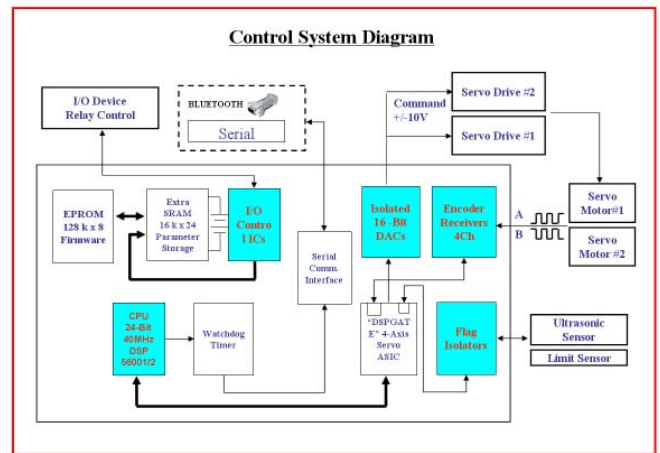 Control System Diagram
I/O Device
Relay Control
BLUETOOTH
Serial
Command
+/-10V
Servo Drive #2
Servo Drive #1
EPROM
128 k x 8
Firmware
Extra
SRAM
16 k x 24
Parameter
Storage
I/O
Contro
l ICs
Serial
Comm.
Interface
Isolated
16 -Bit
DACs
Encoder
Receivers
4Ch
A
B
Servo
Motor#1
Servo
Motor #2
CPU
24-Bit
40MHz
DSP
56001/2
Watchdog
Timer
"DSPGAT
E" 4-Axis
Servo
ASIC
Flag
Isolators
Ultrasonic
Sensor
Limit Sensor